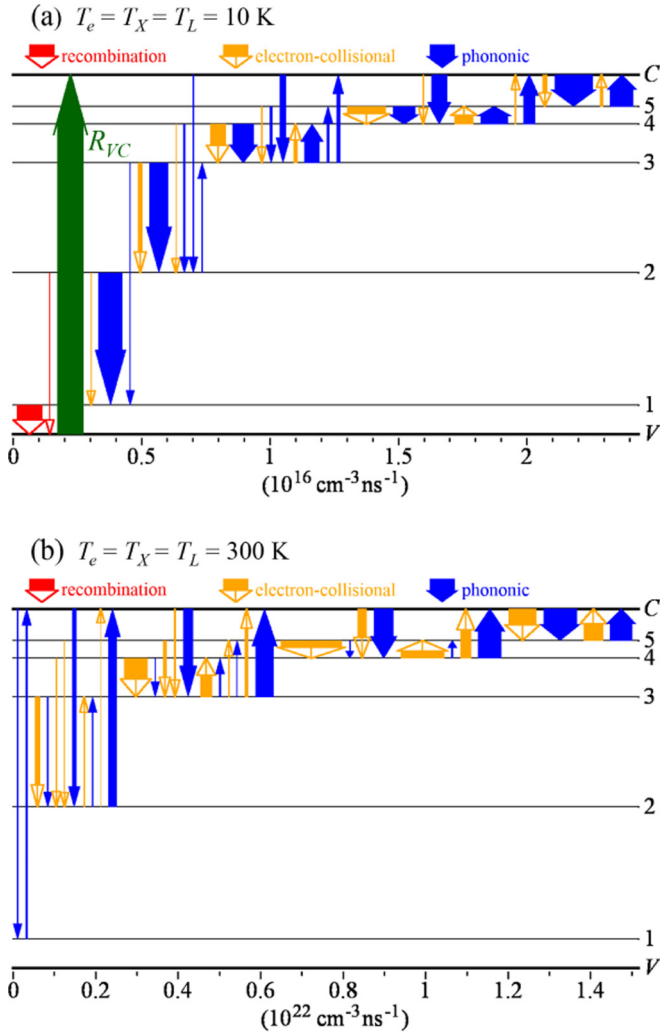 (a) T_e = T_X = T_L = 10 K
recombination electron-collisional phononic
C
5
4
R_VC
3
2
1
V
0 0.5 1 1.5 2
(10^16 cm^-3 ns^-1)
(b) T_e = T_X = T_L = 300 K
recombination electron-collisional phononic
C
5
4
3
2
1
V
0 0.2 0.4 0.6 0.8 1 1.2 1.4
(10^22 cm^-3 ns^-1)